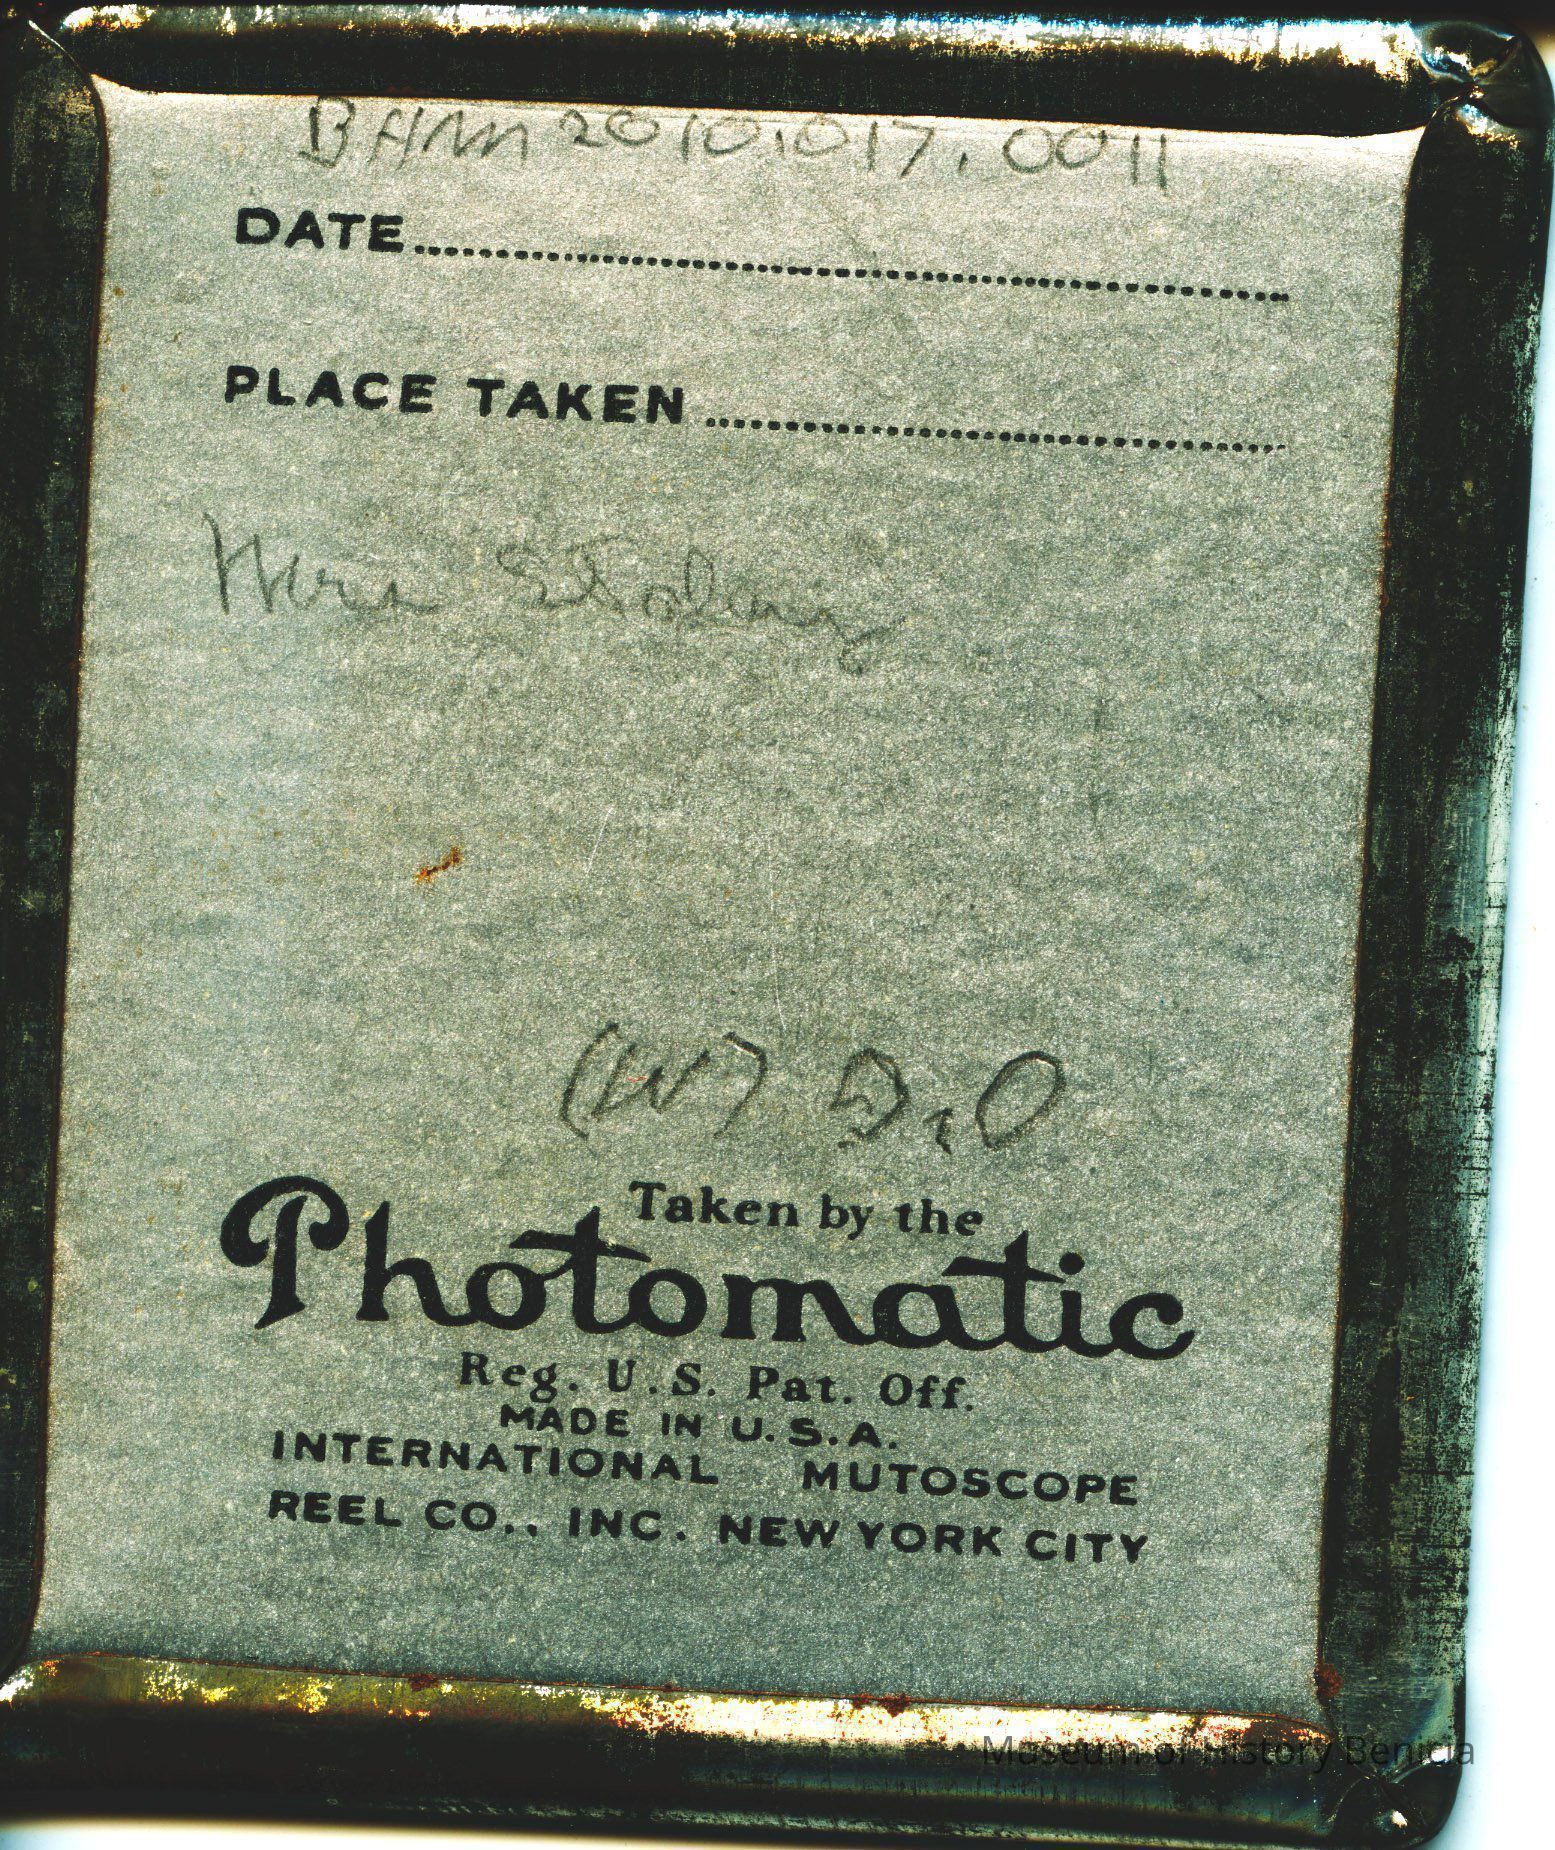 BHM 2010.017.0011
DATE
PLACE TAKEN
(W) D.O
Taken by the
Photomatic
Reg. U.S. Pat. Off.
MADE IN U.S.A.
INTERNATIONAL MUTOSCOPE
REEL CO., INC. NEW YORK CITY
Museum of History Benicia